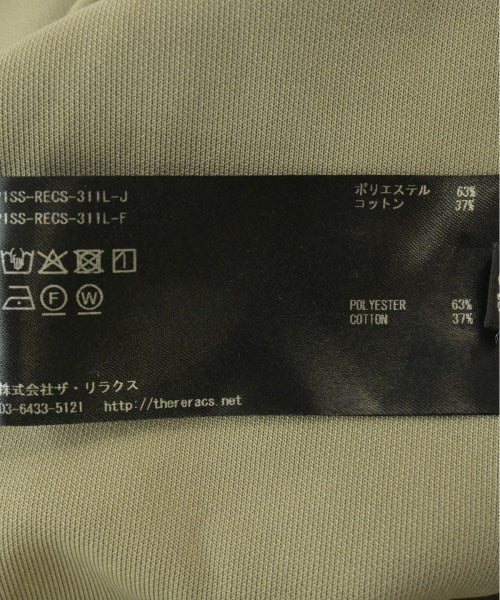 1SS-RECS-311L-J
1SS-RECS-311L-F
ポリエステル 63%
コットン 37%
F W
POLYESTER 63%
COTTON 37%
株式会社ザ・リラクス
03-6433-5121 http://thereracs.net